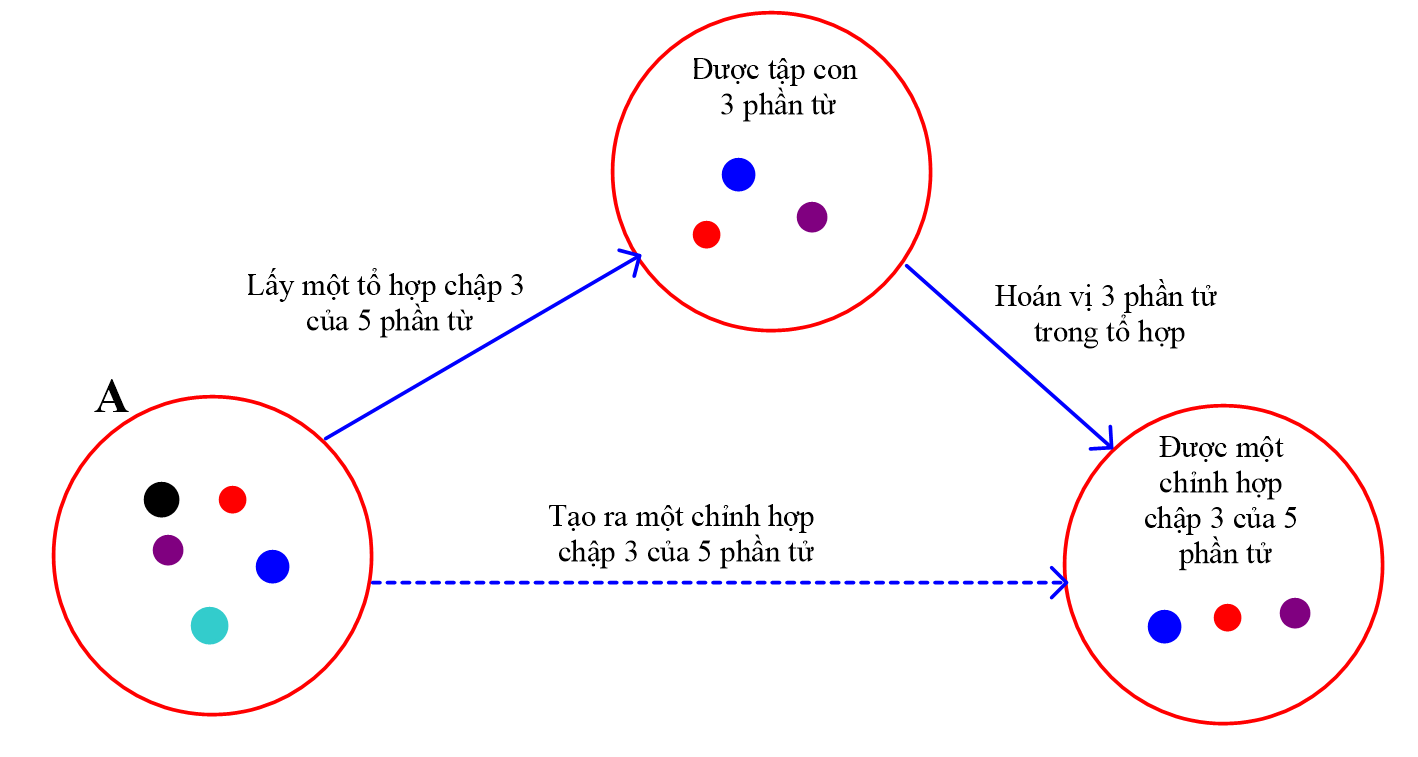 Được tập con
3 phần từ
Lấy một tổ hợp chập 3
của 5 phần từ
Hoán vị 3 phần tử
trong tổ hợp
A
Được một
chỉnh hợp
chập 3 của 5
phần tử
Tạo ra một chỉnh hợp
chập 3 của 5 phần tử